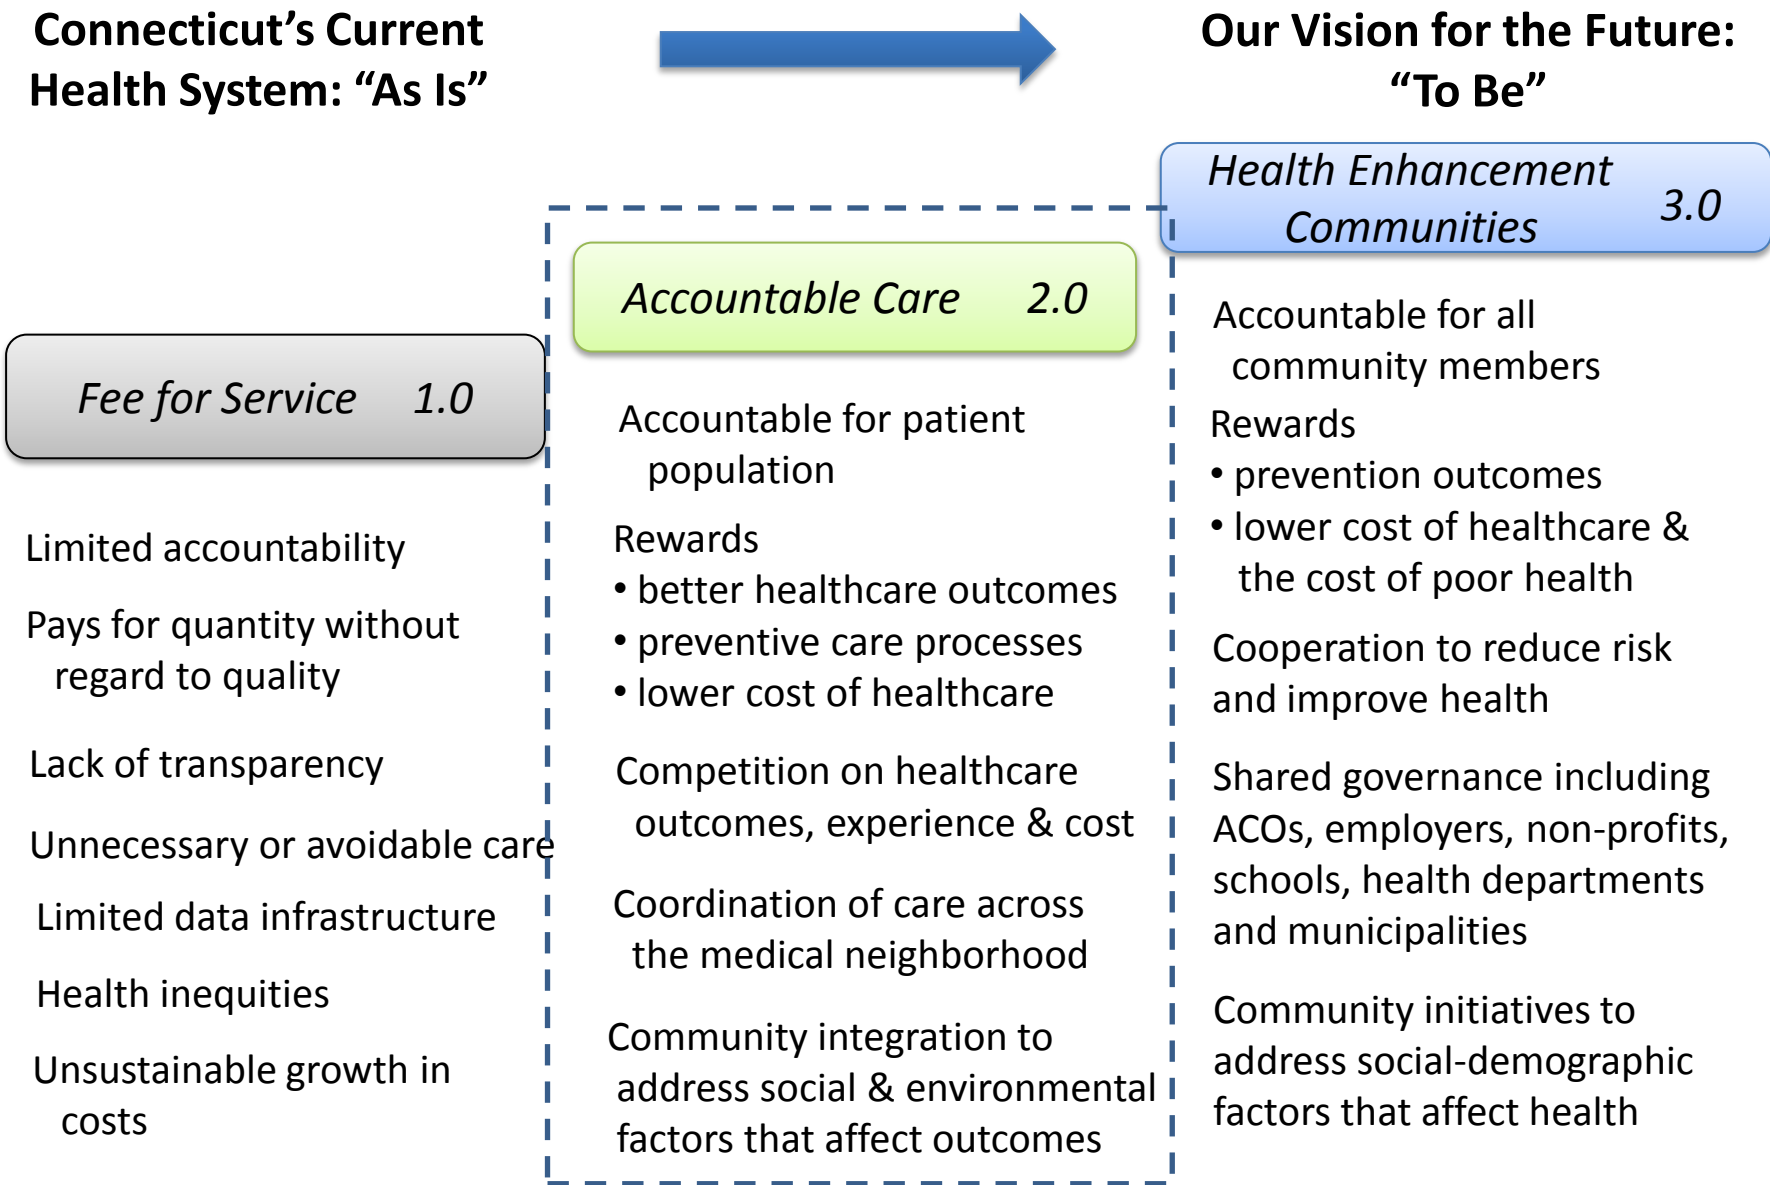 Connecticut’s Current
Health System: “As Is”
Our Vision for the Future:
“To Be”
Fee for Service 1.0
Limited accountability
Pays for quantity without
regard to quality
Lack of transparency
Unnecessary or avoidable care
Limited data infrastructure
Health inequities
Unsustainable growth in
costs
Accountable Care 2.0
Accountable for patient
population
Rewards
• better healthcare outcomes
• preventive care processes
• lower cost of healthcare
Competition on healthcare
outcomes, experience & cost
Coordination of care across
the medical neighborhood
Community integration to
address social & environmental
factors that affect outcomes
Health Enhancement
Communities 3.0
Accountable for all
community members
Rewards
• prevention outcomes
• lower cost of healthcare &
the cost of poor health
Cooperation to reduce risk
and improve health
Shared governance including
ACOs, employers, non-profits,
schools, health departments
and municipalities
Community initiatives to
address social-demographic
factors that affect health